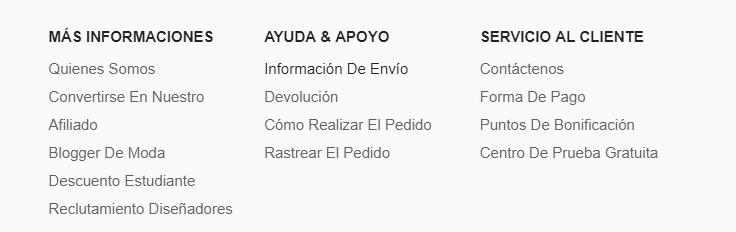 MÁS INFORMACIONES
Quienes Somos
Convertirse En Nuestro
Afiliado
Blogger De Moda
Descuento Estudiante
Reclutamiento Diseñadores
AYUDA & APOYO
Información De Envío
Devolución
Cómo Realizar El Pedido
Rastrear El Pedido
SERVICIO AL CLIENTE
Contáctenos
Forma De Pago
Puntos De Bonificación
Centro De Prueba Gratuita